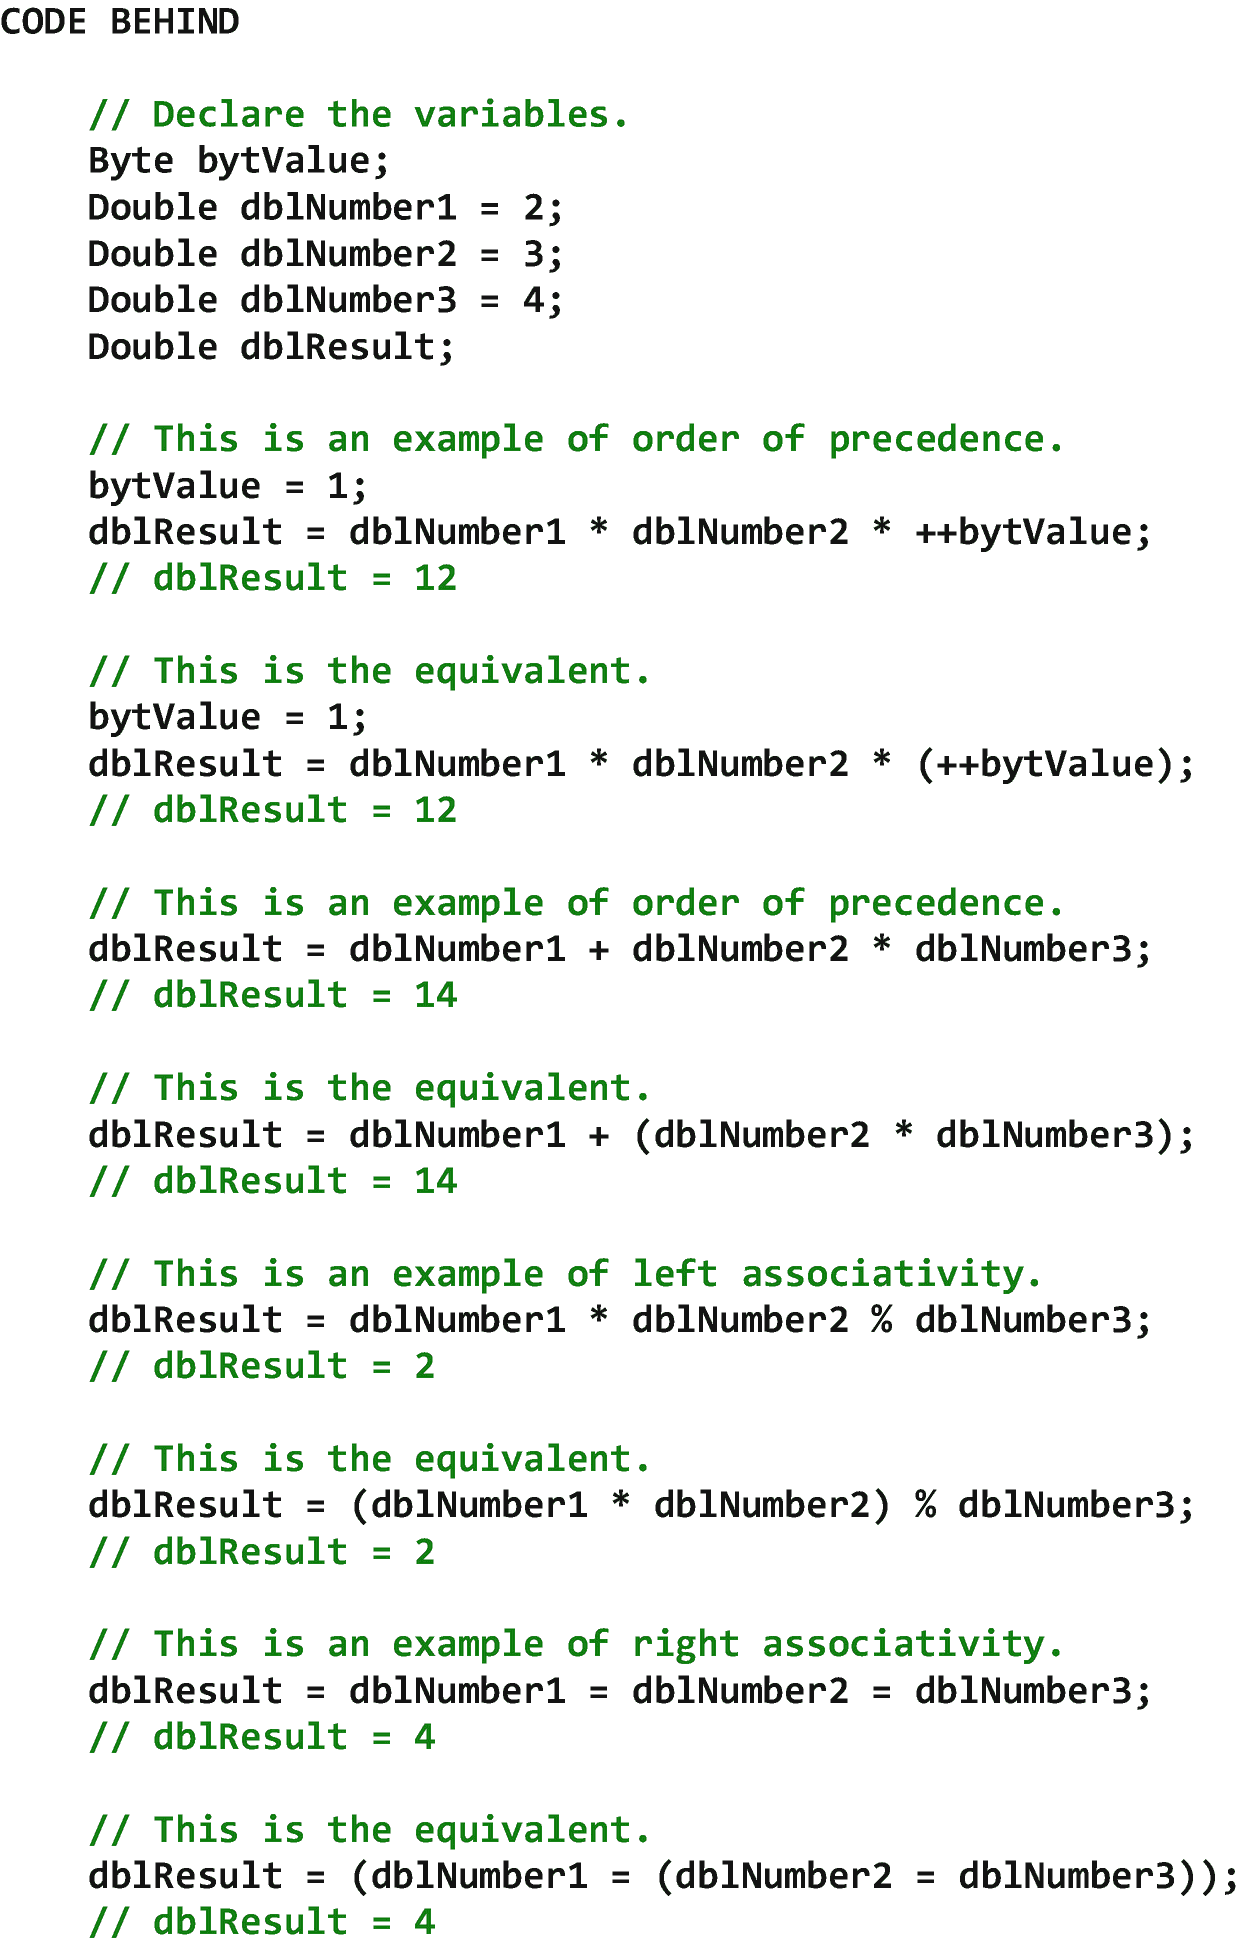 CODE BEHIND
// Declare the variables.
Byte bytValue;
Double dblNumber1 = 2;
Double dblNumber2 = 3;
Double dblNumber3 = 4;
Double dblResult;
// This is an example of order of precedence.
bytValue = 1;
dblResult = dblNumber1 * dblNumber2 * ++bytValue;
// dblResult = 12
// This is the equivalent.
bytValue = 1;
dblResult = dblNumber1 * dblNumber2 * (++bytValue);
// dblResult = 12
// This is an example of order of precedence.
dblResult = dblNumber1 + dblNumber2 * dblNumber3;
// dblResult = 14
// This is the equivalent.
dblResult = dblNumber1 + (dblNumber2 * dblNumber3);
// dblResult = 14
// This is an example of left associativity.
dblResult = dblNumber1 * dblNumber2 % dblNumber3;
// dblResult = 2
// This is the equivalent.
dblResult = (dblNumber1 * dblNumber2) % dblNumber3;
// dblResult = 2
// This is an example of right associativity.
dblResult = dblNumber1 = dblNumber2 = dblNumber3;
// dblResult = 4
// This is the equivalent.
dblResult = (dblNumber1 = (dblNumber2 = dblNumber3));
// dblResult = 4